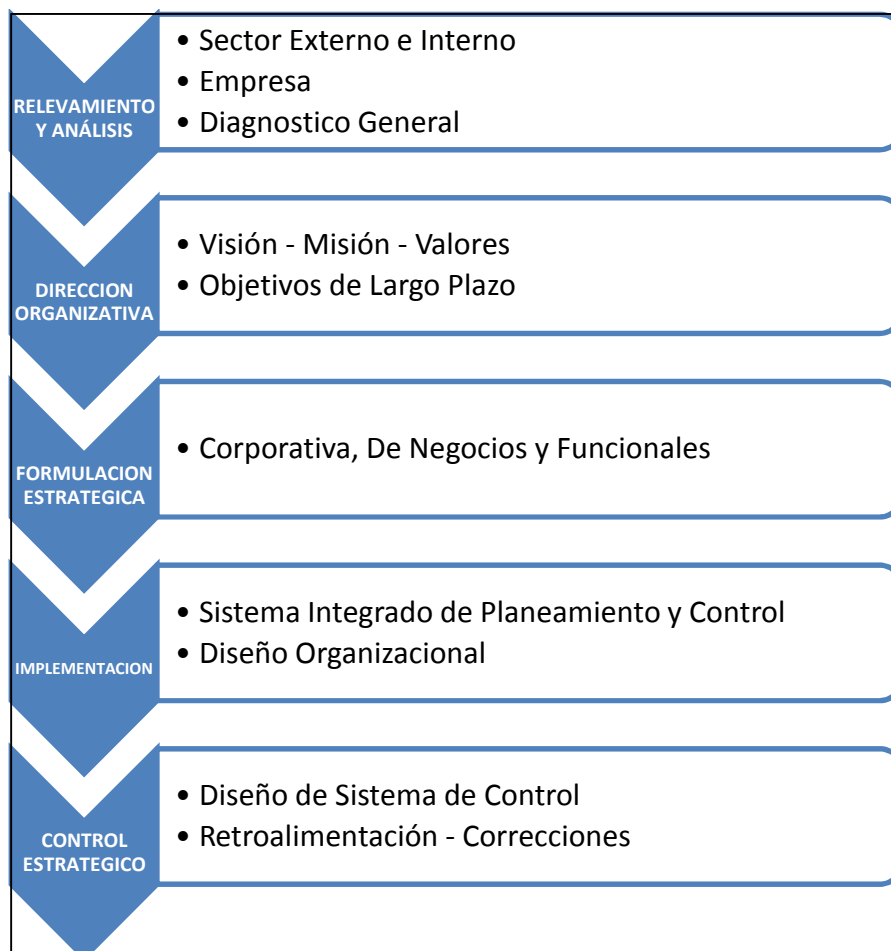 RELEVAMIENTO
Y ANÁLISIS
• Sector Externo e Interno
• Empresa
• Diagnostico General
DIRECCION
ORGANIZATIVA
• Visión - Misión - Valores
• Objetivos de Largo Plazo
FORMULACION
ESTRATEGICA
• Corporativa, De Negocios y Funcionales
IMPLEMENTACION
• Sistema Integrado de Planeamiento y Control
• Diseño Organizacional
CONTROL
ESTRATEGICO
• Diseño de Sistema de Control
• Retroalimentación - Correcciones